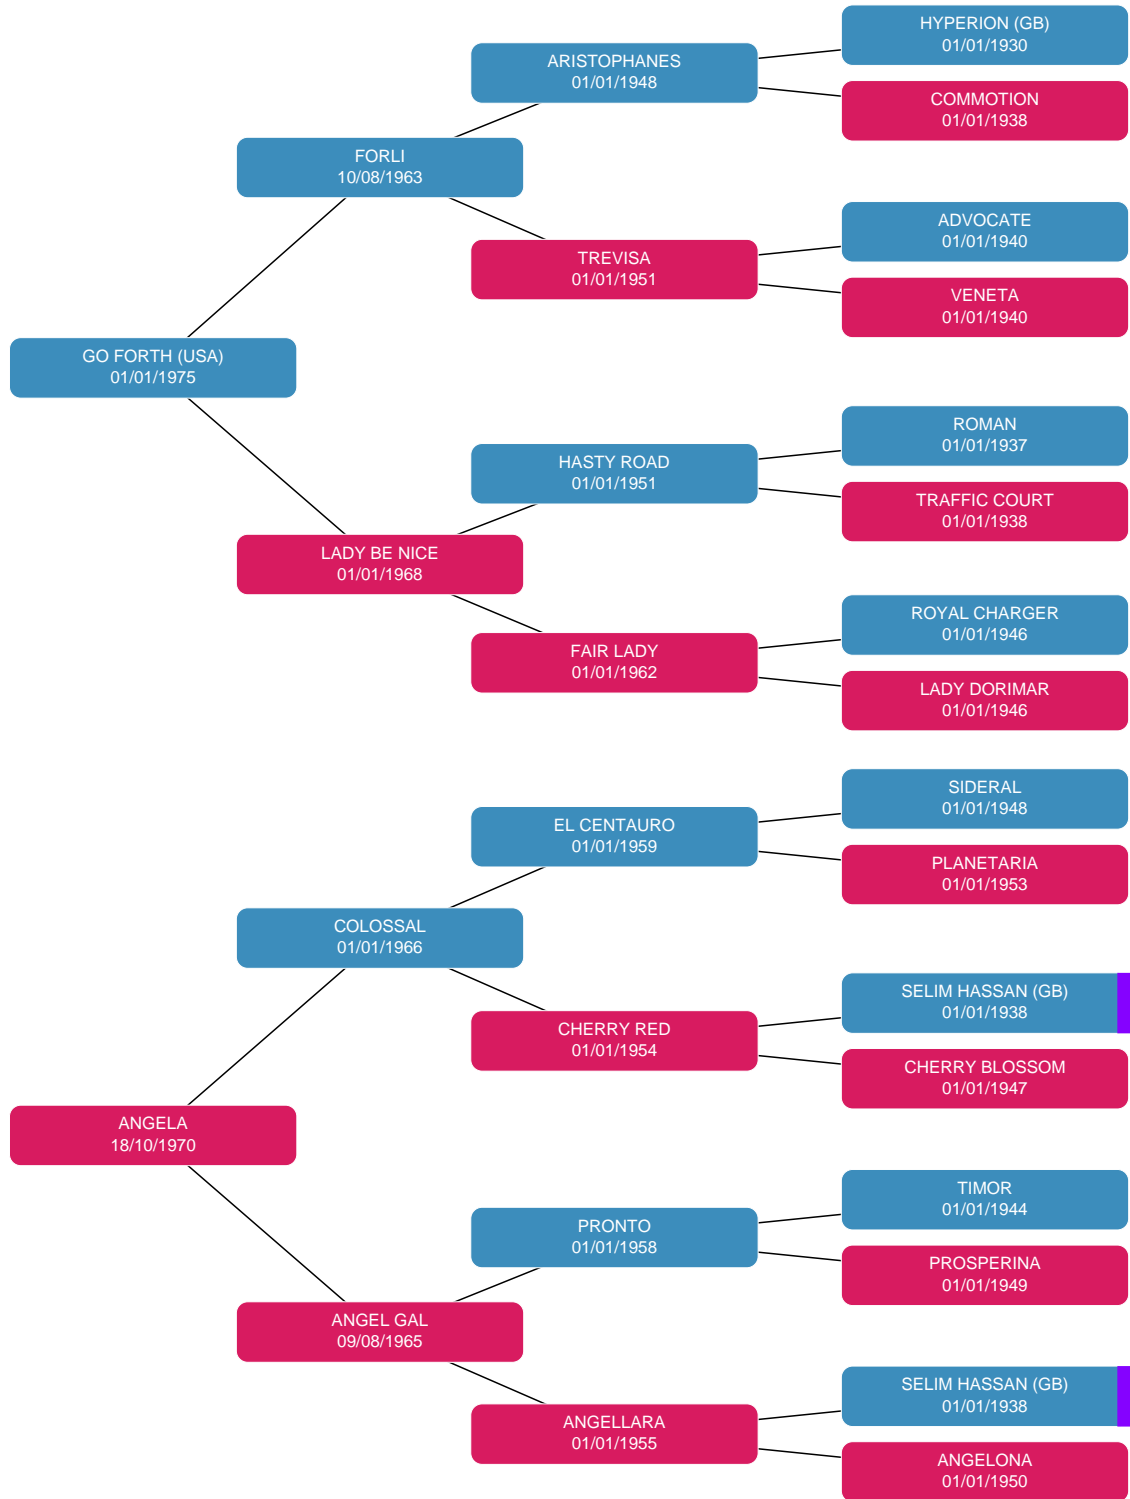 HYPERION (GB)
01/01/1930
ARISTOPHANES
01/01/1948
COMMOTION
01/01/1938
FORLI
10/08/1963
ADVOCATE
01/01/1940
TREVISA
01/01/1951
VENETA
01/01/1940
GO FORTH (USA)
01/01/1975
ROMAN
01/01/1937
HASTY ROAD
01/01/1951
TRAFFIC COURT
01/01/1938
LADY BE NICE
01/01/1968
ROYAL CHARGER
01/01/1946
FAIR LADY
01/01/1962
LADY DORIMAR
01/01/1946
SIDERAL
01/01/1948
EL CENTAURO
01/01/1959
PLANETARIA
01/01/1953
COLOSSAL
01/01/1966
SELIM HASSAN (GB)
01/01/1938
CHERRY RED
01/01/1954
CHERRY BLOSSOM
01/01/1947
ANGELA
18/10/1970
TIMOR
01/01/1944
PRONTO
01/01/1958
PROSPERINA
01/01/1949
ANGEL GAL
09/08/1965
SELIM HASSAN (GB)
01/01/1938
ANGELLARA
01/01/1955
ANGELONA
01/01/1950